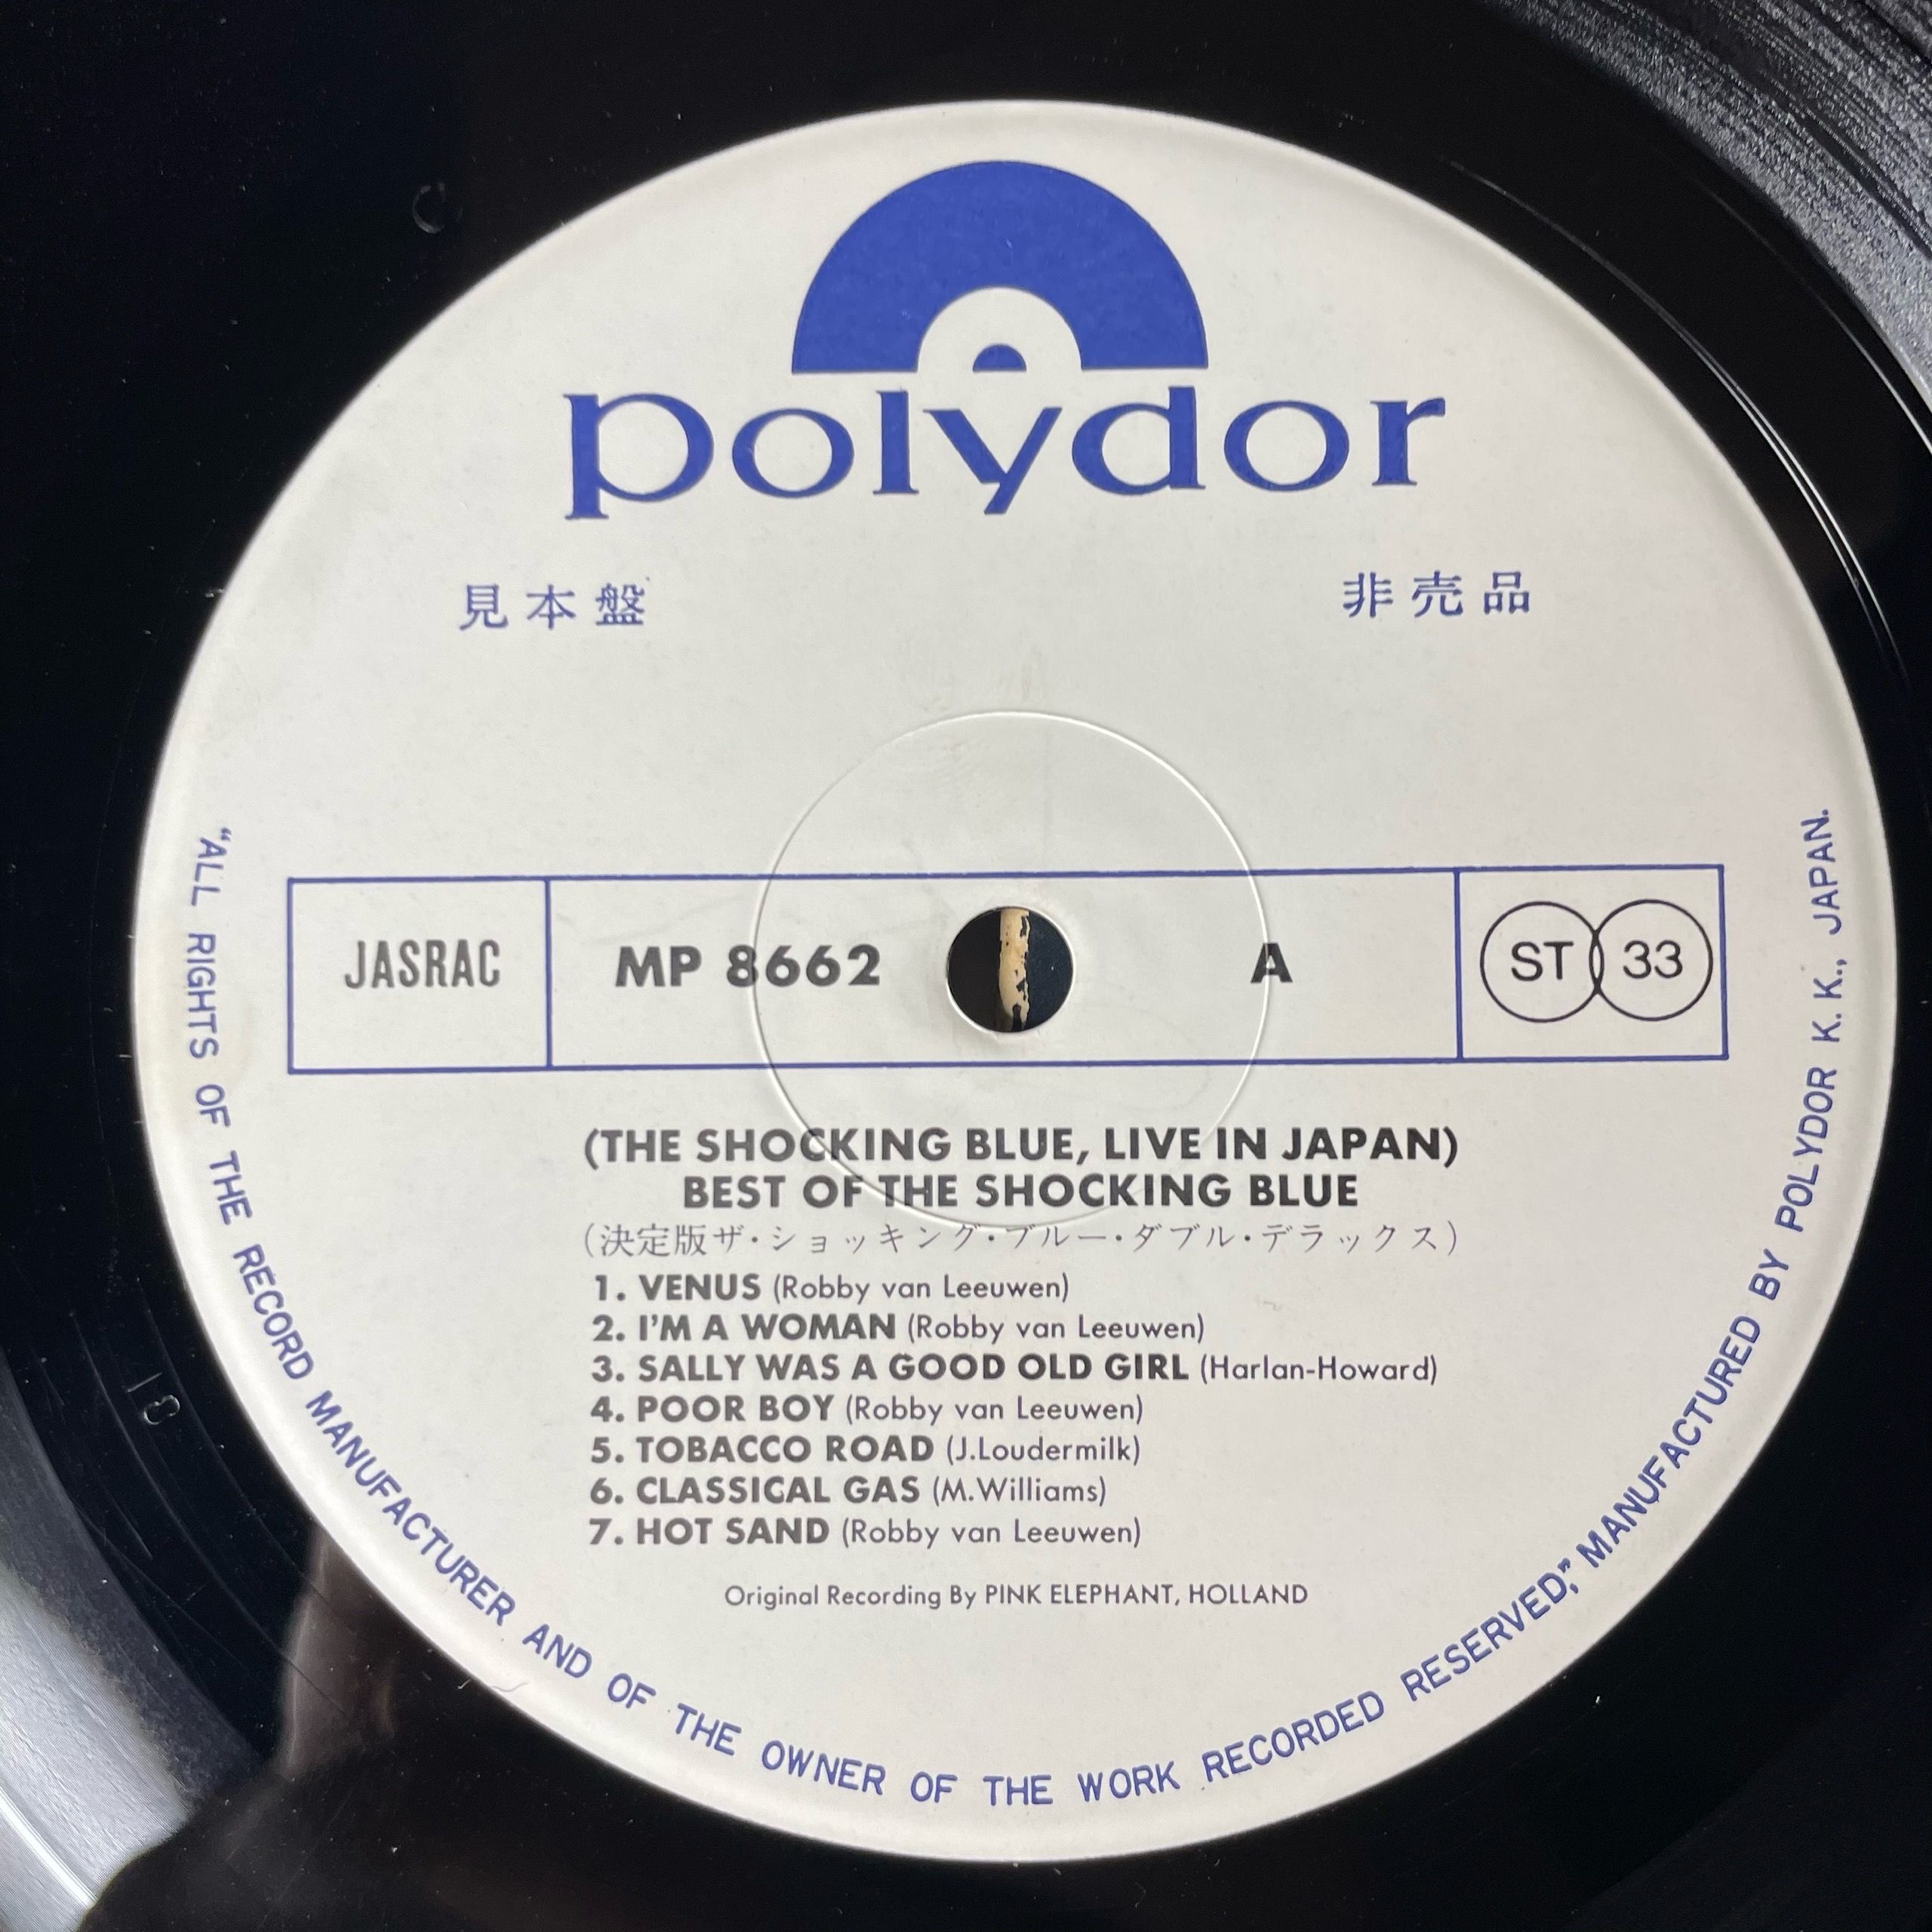 polydor
見本盤 非売品
JASRAC MP 8662 A ST 33
(THE SHOCKING BLUE, LIVE IN JAPAN)
BEST OF THE SHOCKING BLUE
(決定版ザ・ショッキング・ブルー・ダブル・デラックス)
1. VENUS (Robby van Leeuwen)
2. I'M A WOMAN (Robby van Leeuwen)
3. SALLY WAS A GOOD OLD GIRL (Harlan-Howard)
4. POOR BOY (Robby van Leeuwen)
5. TOBACCO ROAD (J.Loudermilk)
6. CLASSICAL GAS (M.Williams)
7. HOT SAND (Robby van Leeuwen)
Original Recording By PINK ELEPHANT, HOLLAND
"ALL RIGHTS OF THE RECORD MANUFACTURER AND OF THE OWNER OF THE WORK RECORDED RESERVED;" MANUFACTURED BY POLYDOR K. K., JAPAN.